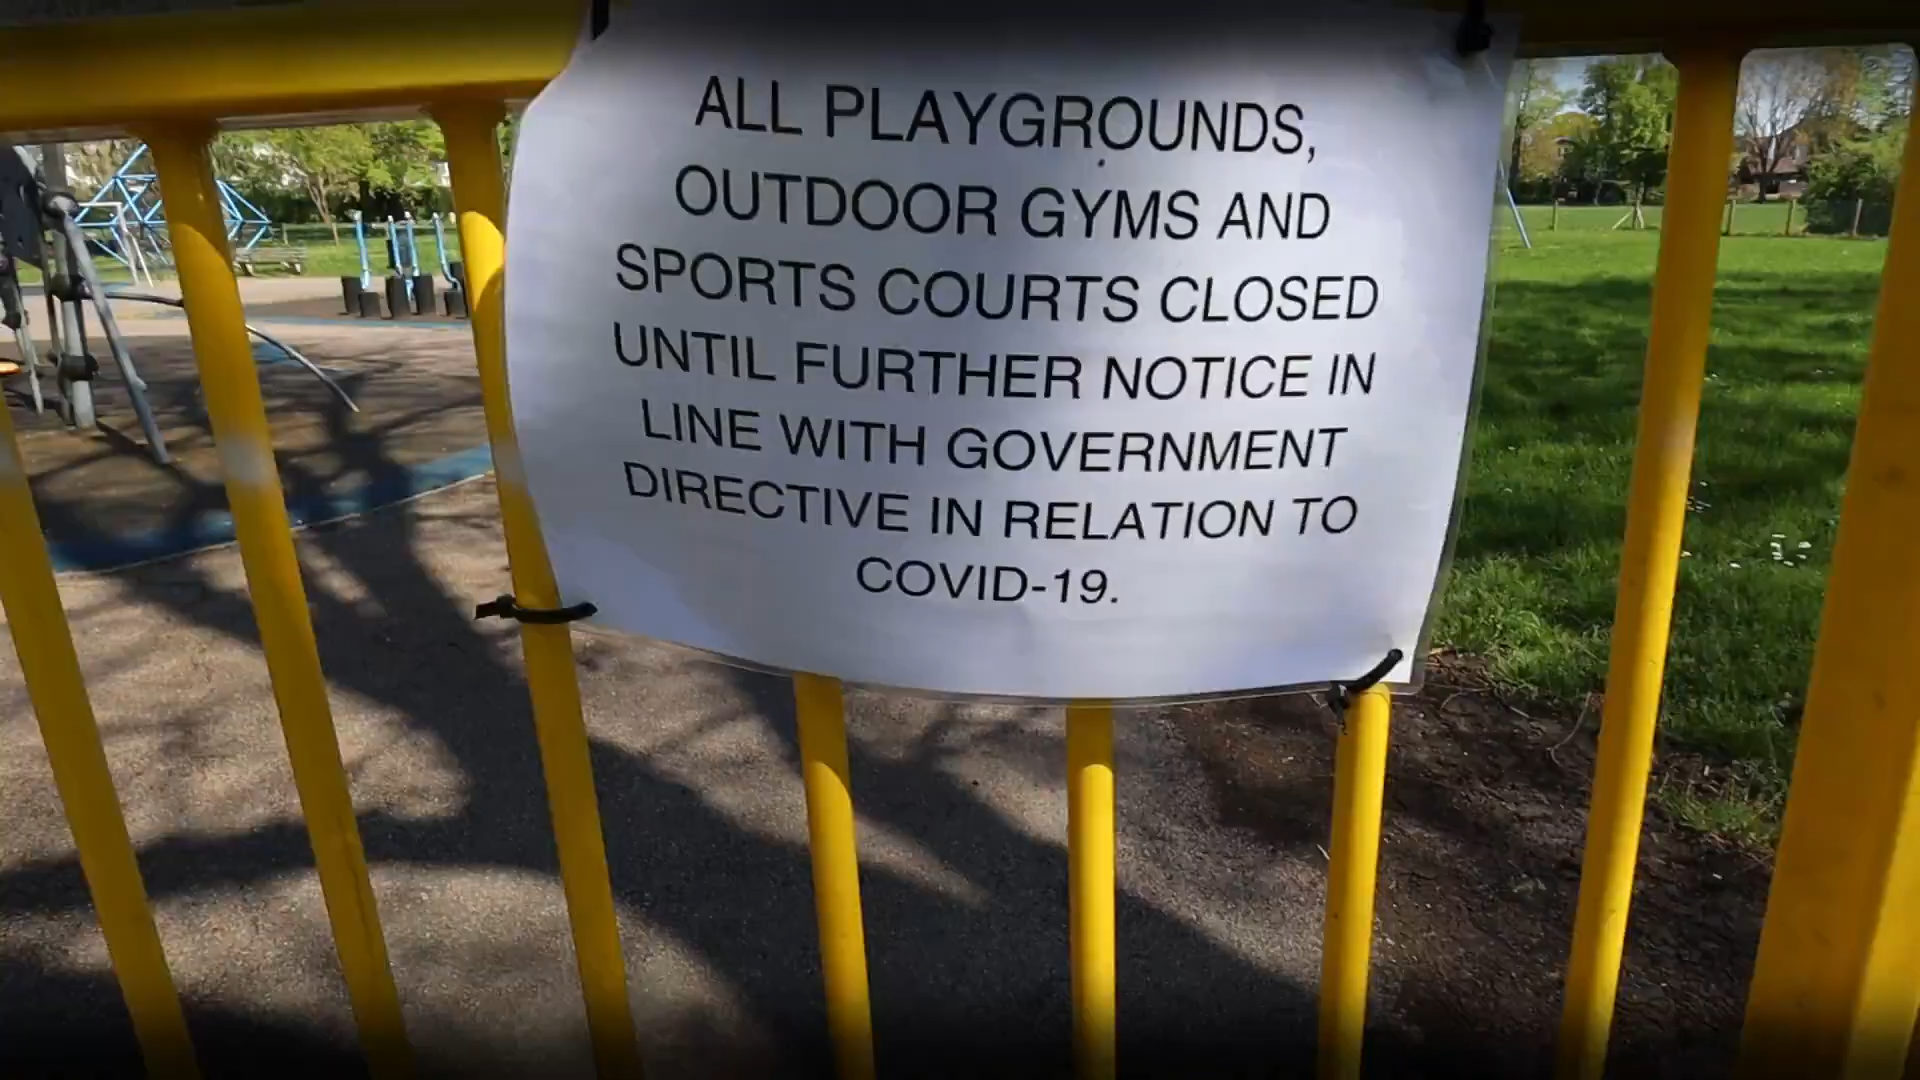 ALL PLAYGROUNDS,
OUTDOOR GYMS AND
SPORTS COURTS CLOSED
UNTIL FURTHER NOTICE IN
LINE WITH GOVERNMENT
DIRECTIVE IN RELATION TO
COVID-19.